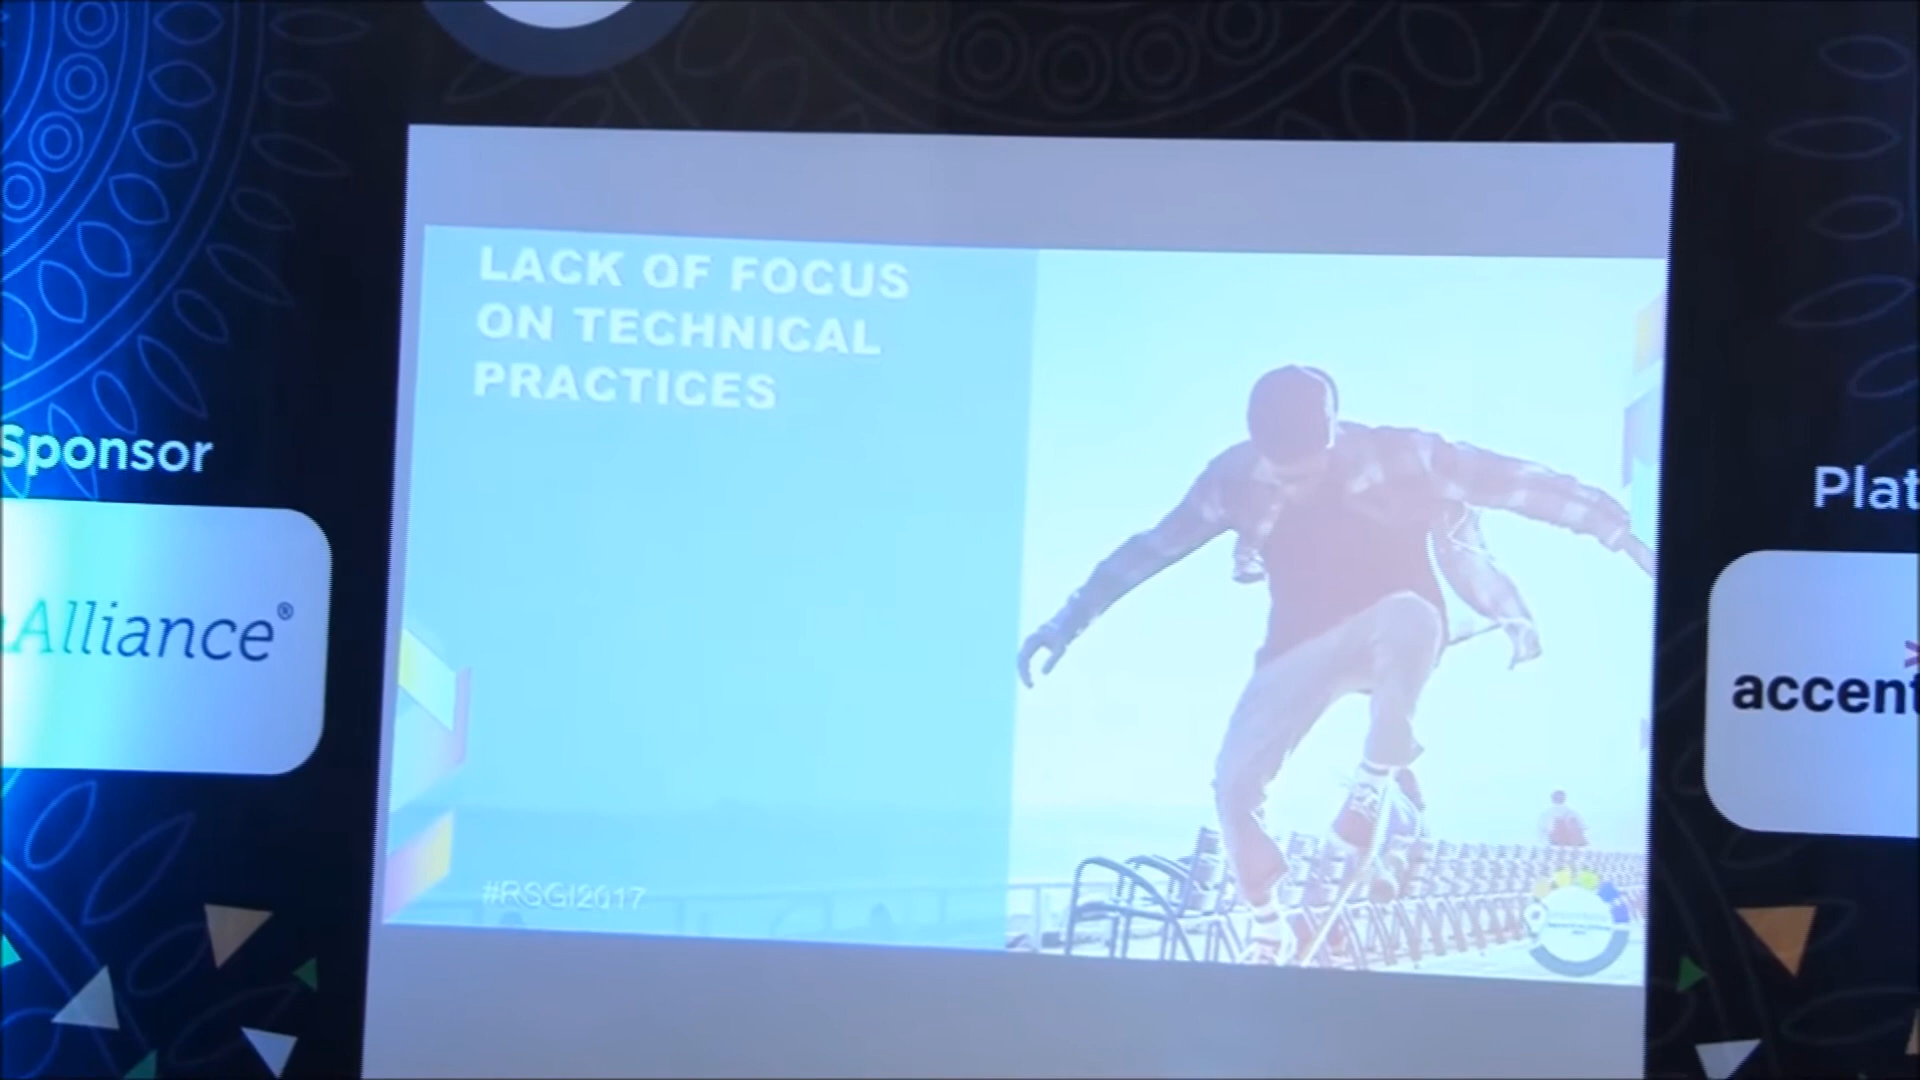 LACK OF FOCUS
ON TECHNICAL
PRACTICES
#RSGI2017
Sponsor
Alliance®
Plat
accent